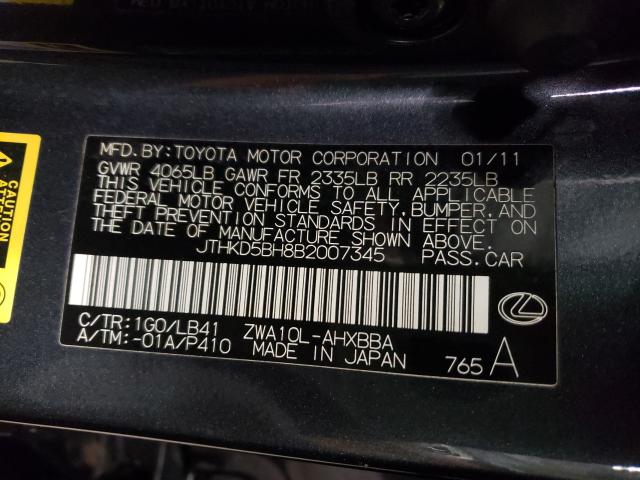 MFD.BY:TOYOTA MOTOR CORPORATION 01/11
GVWR 4065LB GAWR FR 2335LB RR 2235LB
THIS VEHICLE CONFORMS TO ALL APPLICABLE
FEDERAL MOTOR VEHICLE SAFETY, BUMPER, AND
THEFT PREVENTION STANDARDS IN EFFECT ON
THE DATE OF MANUFACTURE SHOWN ABOVE.
JTHKD5BH8B2007345 PASS.CAR
C/TR:1G0/LB41 ZWA10L-AHXBBA
A/TM:-01A/P410 MADE IN JAPAN 765 A
CAUTION